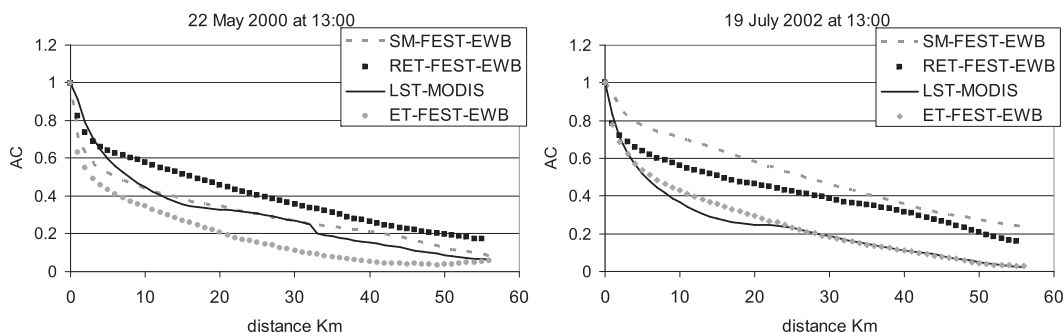 22 May 2000 at 13:00
SM-FEST-EWB
RET-FEST-EWB
LST-MODIS
ET-FEST-EWB
1.2
1
0.8
0.6
0.4
0.2
0
AC
0 10 20 30 40 50 60
distance Km
19 July 2002 at 13:00
SM-FEST-EWB
RET-FEST-EWB
LST-MODIS
ET-FEST-EWB
1.2
1
0.8
0.6
0.4
0.2
0
AC
0 10 20 30 40 50 60
distance Km